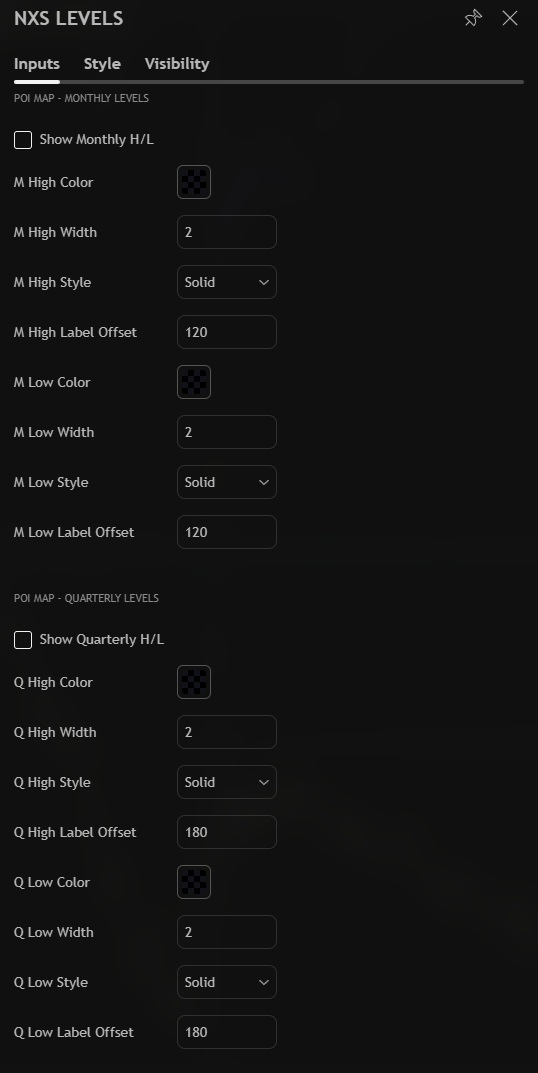 NXS LEVELS
Inputs Style Visibility
POI MAP - MONTHLY LEVELS
Show Monthly H/L
M High Color
M High Width 2
M High Style Solid
M High Label Offset 120
M Low Color
M Low Width 2
M Low Style Solid
M Low Label Offset 120
POI MAP - QUARTERLY LEVELS
Show Quarterly H/L
Q High Color
Q High Width 2
Q High Style Solid
Q High Label Offset 180
Q Low Color
Q Low Width 2
Q Low Style Solid
Q Low Label Offset 180